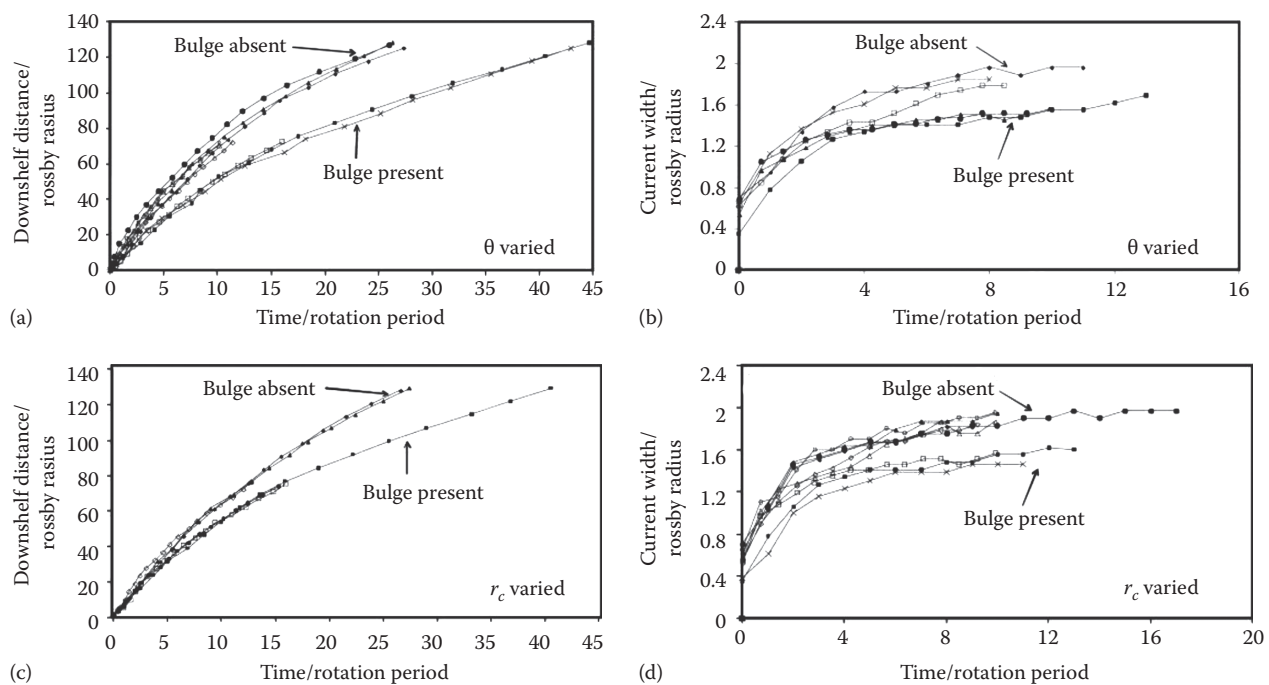 Downshelf distance/
rossby rasius
140
120
100
80
60
40
20
0
0 5 10 15 20 25 30 35 40 45
Bulge absent
Bulge present
θ varied
(a)
Time/rotation period
Current width/
rossby radius
2.4
2
1.6
1.2
0.8
0.4
0
0 4 8 12 16
Bulge absent
Bulge present
θ varied
(b)
Time/rotation period
Downshelf distance/
rossby rasius
140
120
100
80
60
40
20
0
0 5 10 15 20 25 30 35 40 45
Bulge absent
Bulge present
r_c varied
(c)
Time/rotation period
Current width/
rossby radius
2.4
2
1.6
1.2
0.8
0.4
0
0 4 8 12 16 20
Bulge absent
Bulge present
r_c varied
(d)
Time/rotation period